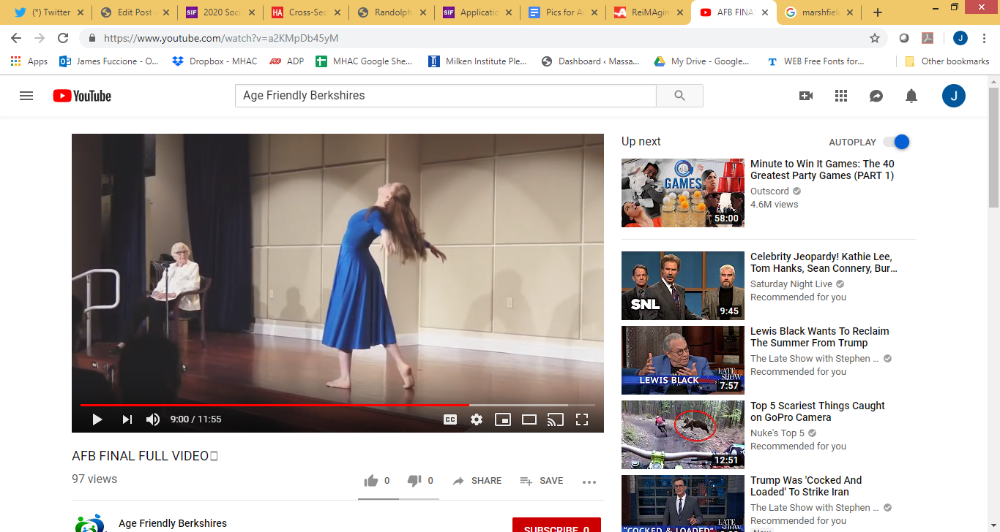 (*) Twitter
Edit Post
2020 Soci
Cross-Sec
Randolph
Applicatio
Pics for A
ReiMAgin
AFB FINA
marshfiel
https://www.youtube.com/watch?v=a2KMpDb45yM
J
Apps
James Fuccione - O...
Dropbox - MHAC
ADP
MHAC Google She...
Milken Institute Ple...
Dashboard ‹ Massa...
My Drive - Google...
WEB Free Fonts for...
Other bookmarks
YouTube
Age Friendly Berkshires
J
9:00 / 11:55
CC
AFB FINAL FULL VIDEO
97 views
0
0
SHARE
SAVE
Age Friendly Berkshires
SUBSCRIBE 0
Up next
AUTOPLAY
40
GAMES
58:00
Minute to Win It Games: The 40
Greatest Party Games (PART 1)
Outscord
4.6M views
SNL
9:45
Celebrity Jeopardy! Kathie Lee,
Tom Hanks, Sean Connery, Bur...
Saturday Night Live
Recommended for you
LEWIS BLACK
LATE
SHOW
7:57
Lewis Black Wants To Reclaim
The Summer From Trump
The Late Show with Stephen ...
Recommended for you
12:51
Top 5 Scariest Things Caught
on GoPro Camera
Nuke's Top 5
Recommended for you
"COCKED & LOADED"
LATE
Trump Was 'Cocked And
Loaded' To Strike Iran
The Late Show with Stephen ...
Recommended for you
New